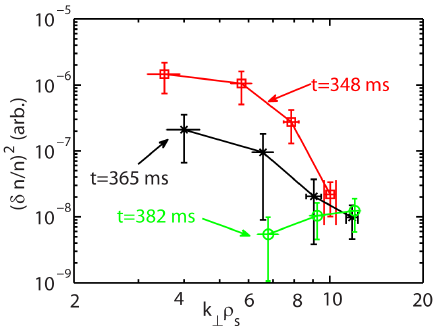 10⁻⁵
10⁻⁶
10⁻⁷
10⁻⁸
10⁻⁹
(δ n/n)² (arb.)
t=348 ms
t=365 ms
t=382 ms
2 4 6 8 10 20
k⊥ρₛ